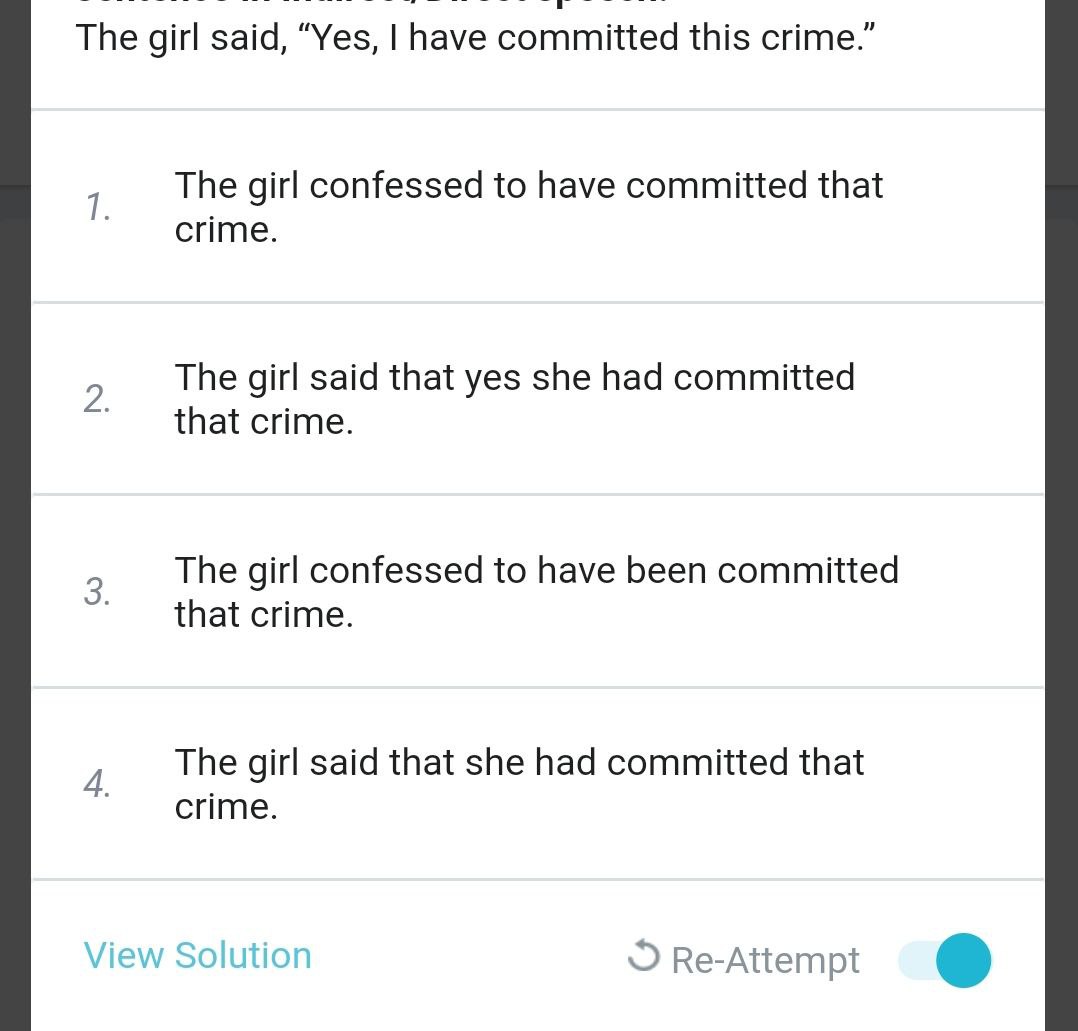 The girl said, “Yes, I have committed this crime.”
1.
The girl confessed to have committed that
crime.
2.
The girl said that yes she had committed
that crime.
3.
The girl confessed to have been committed
that crime.
4.
The girl said that she had committed that
crime.
View Solution
Re-Attempt